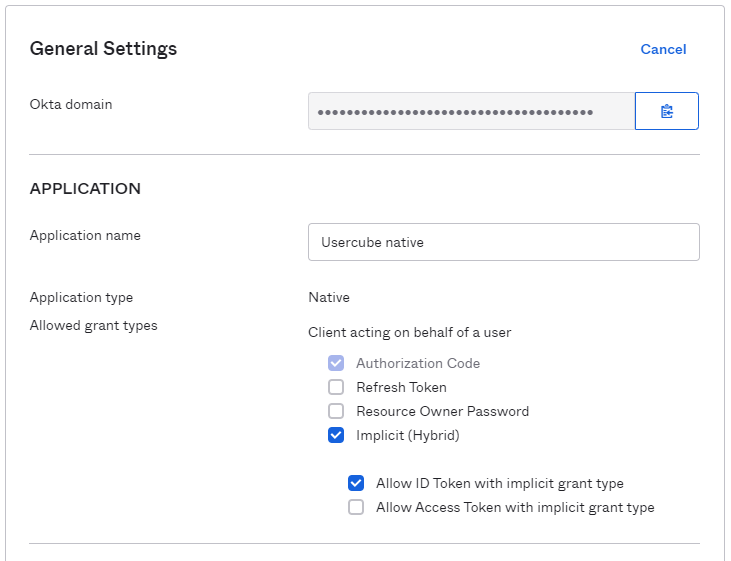 General Settings
Cancel
Okta domain
••••••••••••••••••••••••••••••••••••••
APPLICATION
Application name
Usercube native
Application type
Native
Allowed grant types
Client acting on behalf of a user
Authorization Code
Refresh Token
Resource Owner Password
Implicit (Hybrid)
Allow ID Token with implicit grant type
Allow Access Token with implicit grant type